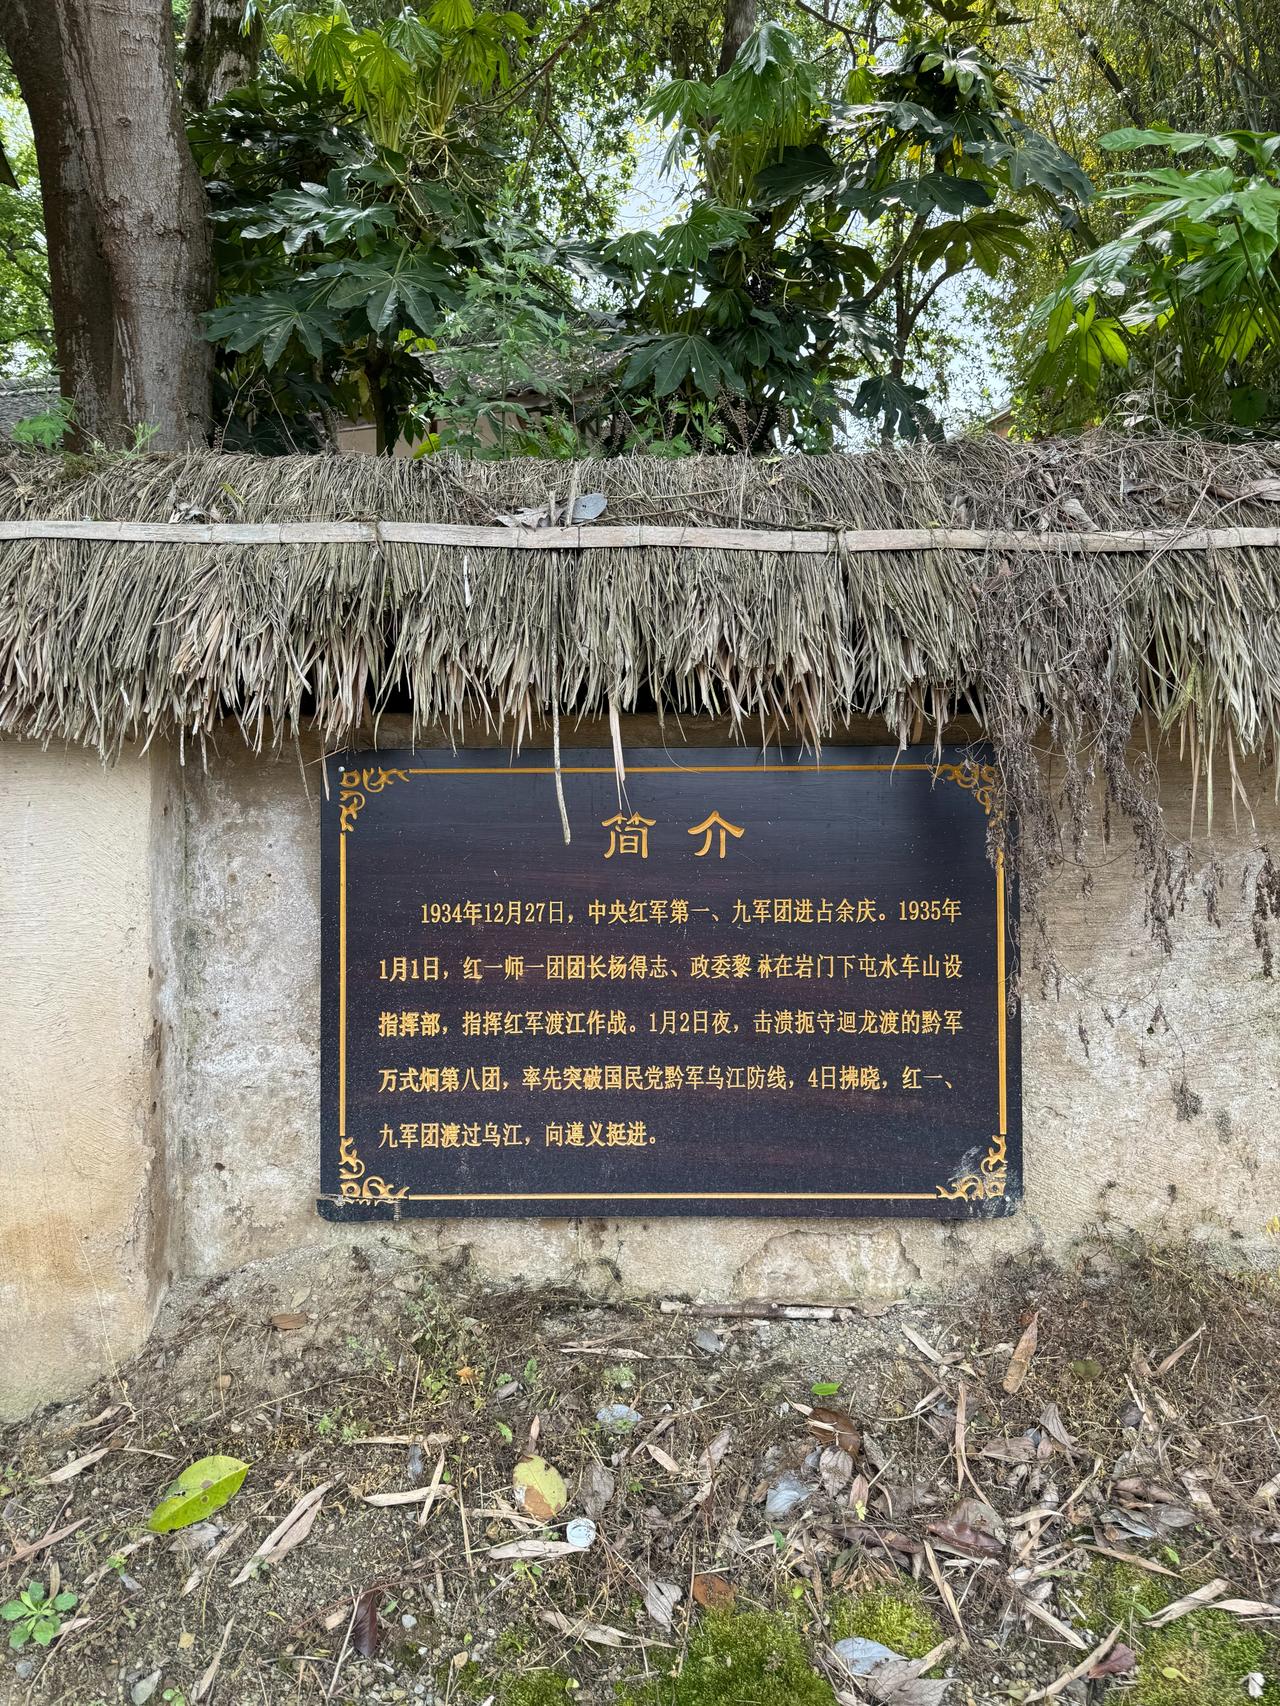 简介
1934年12月27日，中央红军第一、九军团进占余庆。1935年
1月1日，红一师一团团长杨得志、政委黎林在岩门下屯水车山设
指挥部，指挥红军渡江作战。1月2日夜，击溃扼守迴龙渡的黔军
万式炯第八团，率先突破国民党黔军乌江防线，4日拂晓，红一、
九军团渡过乌江，向遵义挺进。